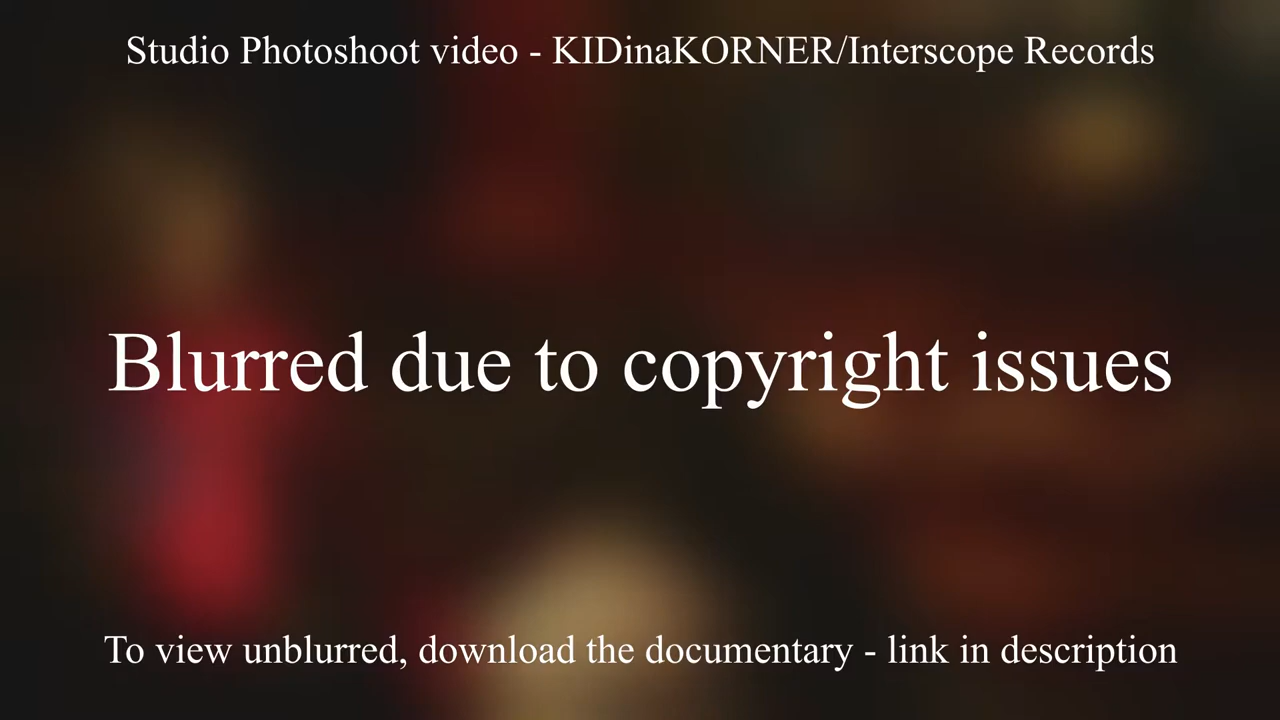 Studio Photoshoot video - KIDinaKORNER/Interscope Records
Blurred due to copyright issues
To view unblurred, download the documentary - link in description